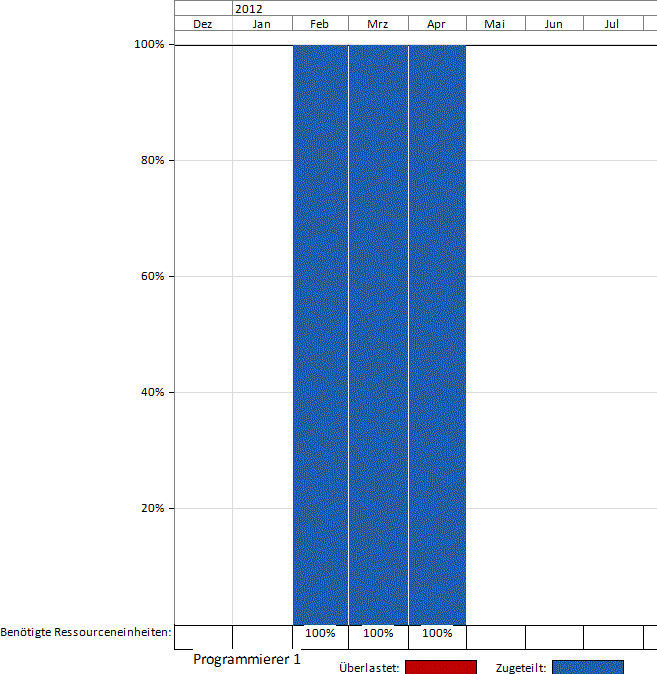 2012
Dez Jan Feb Mrz Apr Mai Jun Jul
100%
80%
60%
40%
20%
Benötigte Ressourceneinheiten: 100% 100% 100%
Programmierer 1
Überlastet: Zugeteilt: